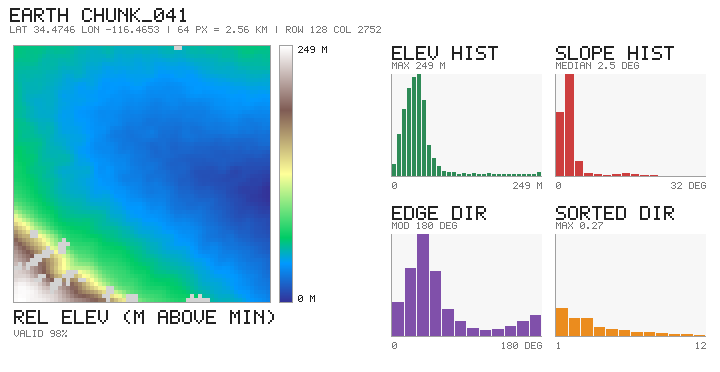 EARTH CHUNK_041
LAT 34.4746 LON -116.4653 | 64 PX = 2.56 KM | ROW 128 COL 2752
249 M
0 M
REL ELEV (M ABOVE MIN)
VALID 98%
ELEV HIST
MAX 249 M
0 249 M
SLOPE HIST
MEDIAN 2.5 DEG
0 32 DEG
EDGE DIR
MOD 180 DEG
0 180 DEG
SORTED DIR
MAX 0.27
1 12